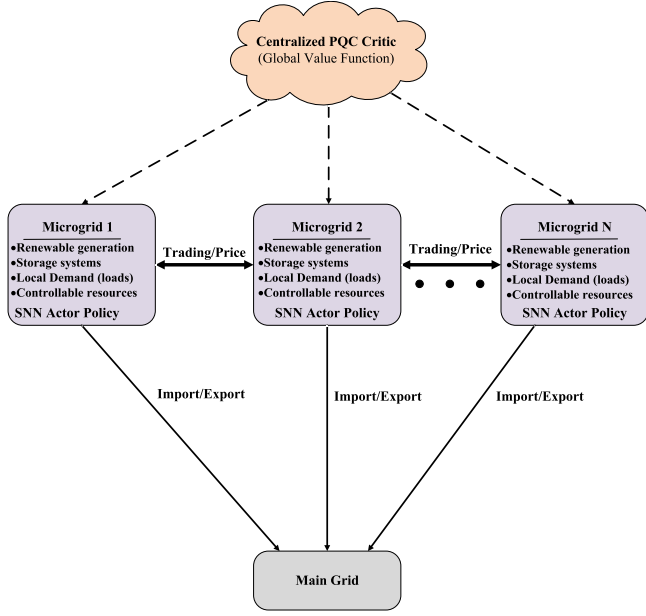 Centralized PQC Critic
(Global Value Function)
Microgrid 1
•Renewable generation
•Storage systems
•Local Demand (loads)
•Controllable resources
SNN Actor Policy
Trading/Price
Microgrid 2
•Renewable generation
•Storage systems
•Local Demand (loads)
•Controllable resources
SNN Actor Policy
Trading/Price
• • •
Microgrid N
•Renewable generation
•Storage systems
•Local Demand (loads)
•Controllable resources
SNN Actor Policy
Import/Export
Import/Export
Import/Export
Main Grid